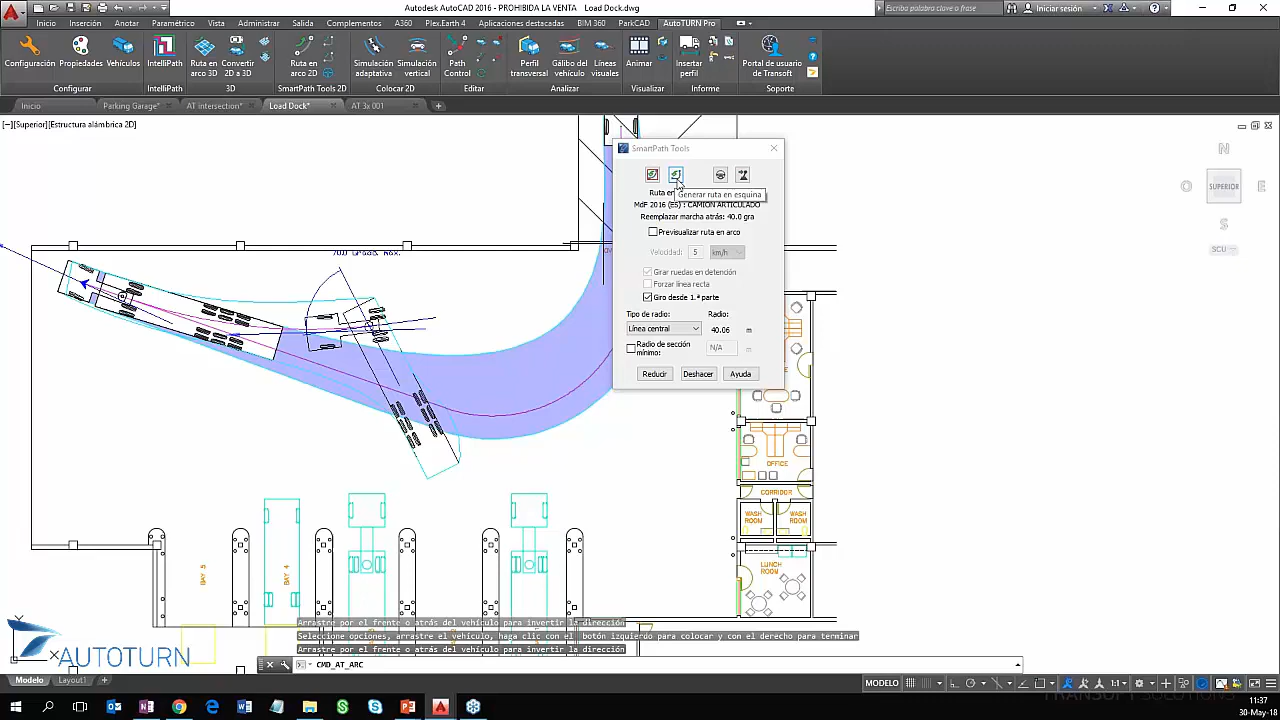 Autodesk AutoCAD 2016 - PROHIBIDA LA VENTA Load Dock.dwg
Escriba palabra clave o frase
Iniciar sesión
Inicio Inserción Anotar Paramétrico Vista Administrar Salida Complementos A360 Plex.Earth 4 Aplicaciones destacadas BIM 360 ParkCAD AutoTURN Pro
Configuración Propiedades Vehículos IntelliPath Ruta en arco 3D Convertir 2D a 3D Ruta en arco 2D Simulación adaptativa Simulación vertical Path Control Perfil transversal Gálibo del vehículo Líneas visuales Animar Insertar perfil Portal de usuario de Transoft
Configurar IntelliPath 3D SmartPath Tools 2D Colocar 2D Editar Analizar Visualizar Informe Soporte
Inicio Parking Garage* AT intersection* Load Dock* AT 3x 001
[−][Superior][Estructura alámbrica 2D]
SmartPath Tools
Generar ruta en esquina
Ruta en
MdF 2016 (ES) : CAMION ARTICULADO
Reemplazar marcha atrás: 40.0 gra
Previsualizar ruta en arco
Velocidad: 5 km/h
Girar ruedas en detención
Forzar línea recta
Giro desde 1.ª parte
Tipo de radio: Radio:
Línea central 40.06 m
Radio de sección mínimo: N/A m
Reducir Deshacer Ayuda
N
O SUPERIOR E
S
SCU
OFFICE
CORRIDOR
WASH ROOM WASH ROOM
LUNCH ROOM
BAY 5
BAY 4
Arrastre por el frente o atrás del vehículo para invertir la dirección
Seleccione opciones, arrastre el vehículo, haga clic con el botón izquierdo para colocar y con el derecho para terminar
Arrastre por el frente o atrás del vehículo para invertir la dirección
CMD_AT_ARC
Y
X
AUTOTURN
Modelo Layout1
MODELO
1:1
TRANSOFT SOLUTIONS
11:37
30-May-18